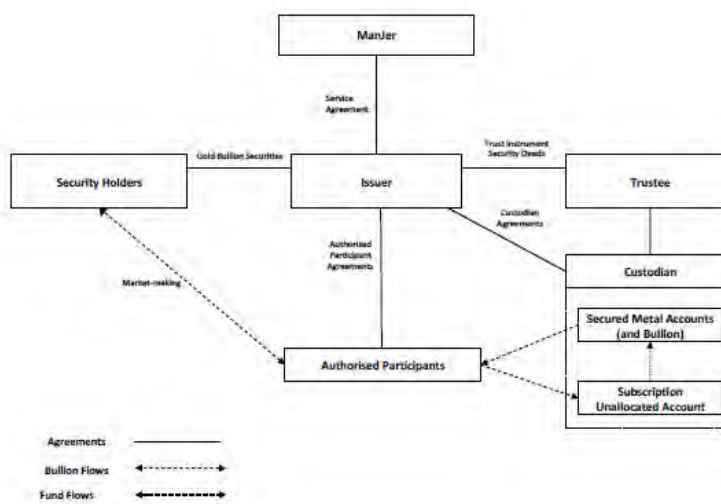 ManJer
Service
Agreement
Gold Bullion Securities
Trust Instrument
Security Deeds
Security Holders
Issuer
Trustee
Custodian
Agreements
Authorised
Participant
Agreements
Custodian
Market-making
Secured Metal Accounts
(and Bullion)
Authorised Participants
Subscription
Unallocated Account
Agreements
Bullion Flows
Fund Flows